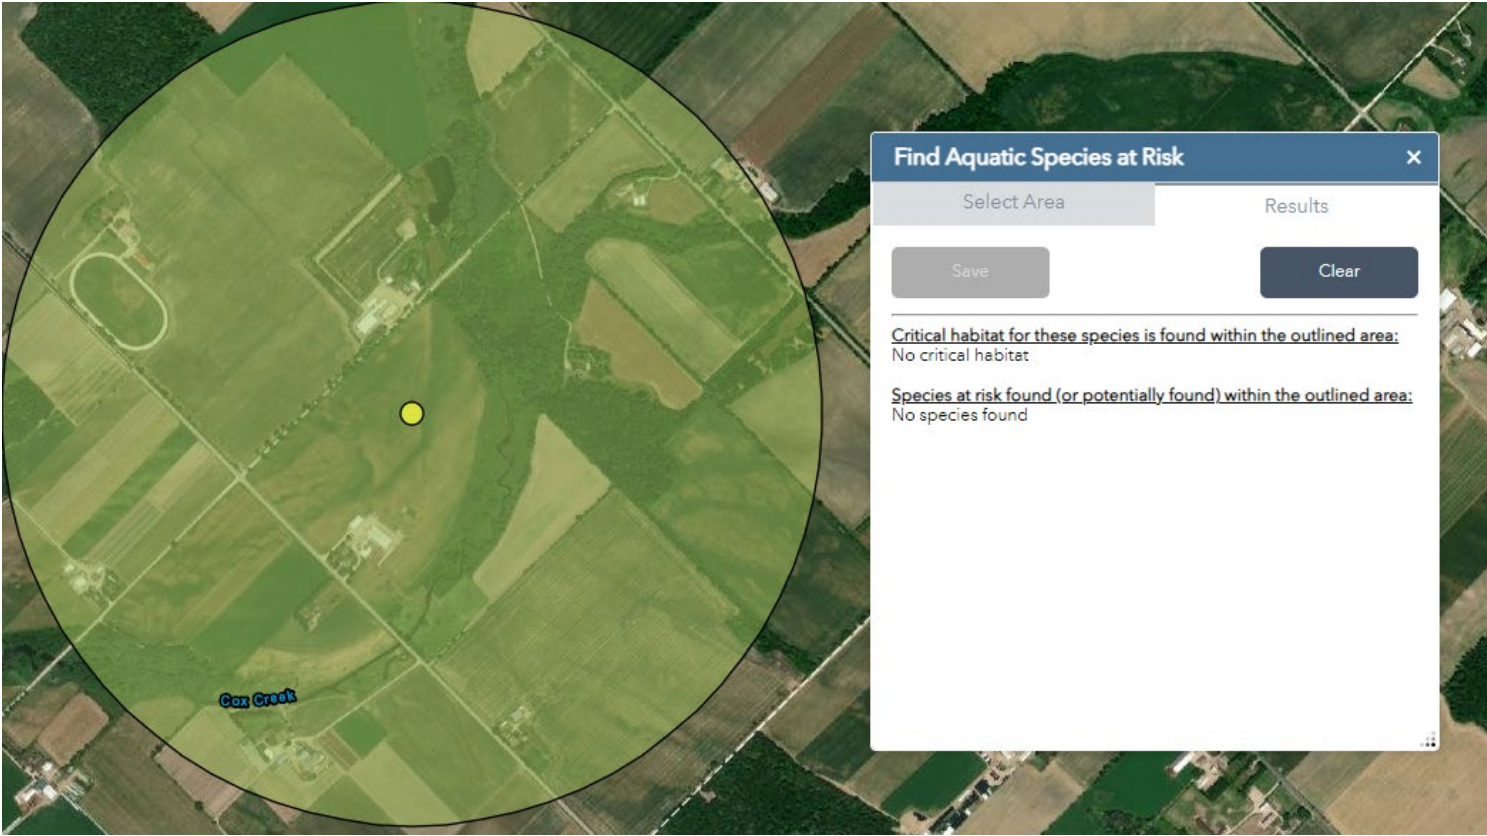 Find Aquatic Species at Risk
×
Select Area
Results
Save
Clear
Critical habitat for these species is found within the outlined area:
No critical habitat
Species at risk found (or potentially found) within the outlined area:
No species found
Cox Creek